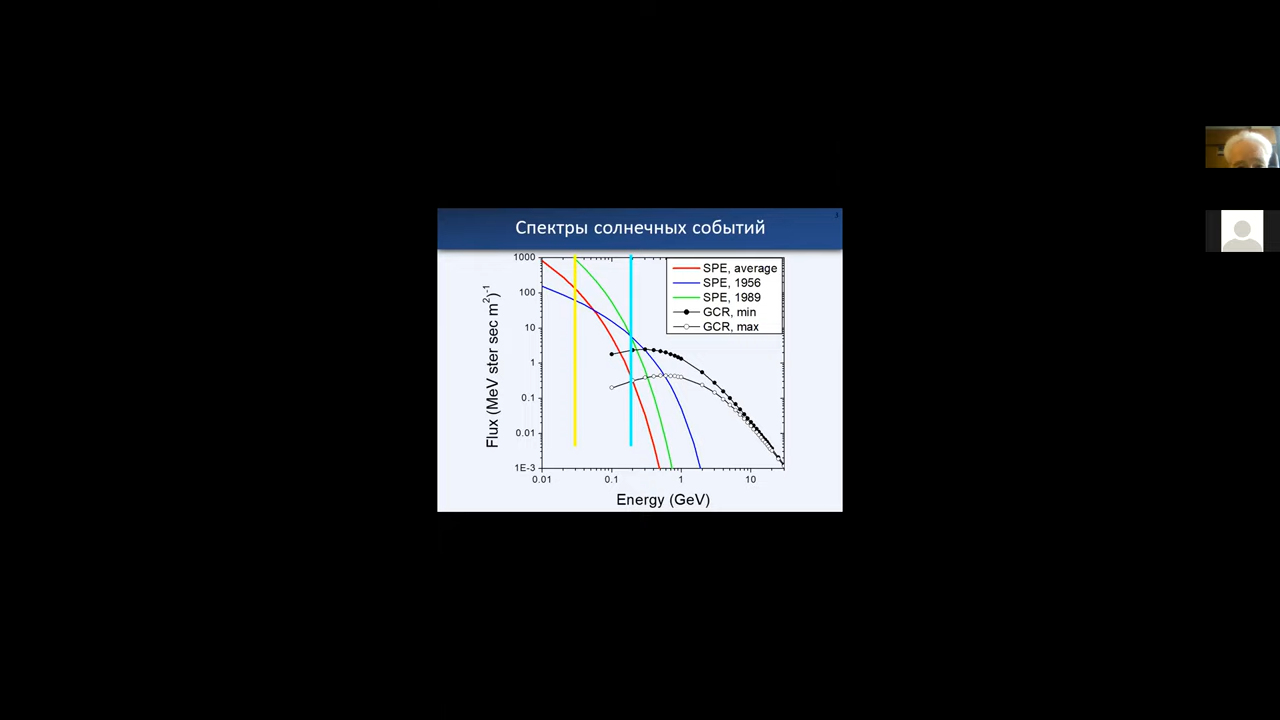 Спектры солнечных событий
3
1000
100
10
1
0.1
0.01
1E-3
Flux (MeV ster sec m²)⁻¹
SPE, average
SPE, 1956
SPE, 1989
GCR, min
GCR, max
0.01 0.1 1 10
Energy (GeV)